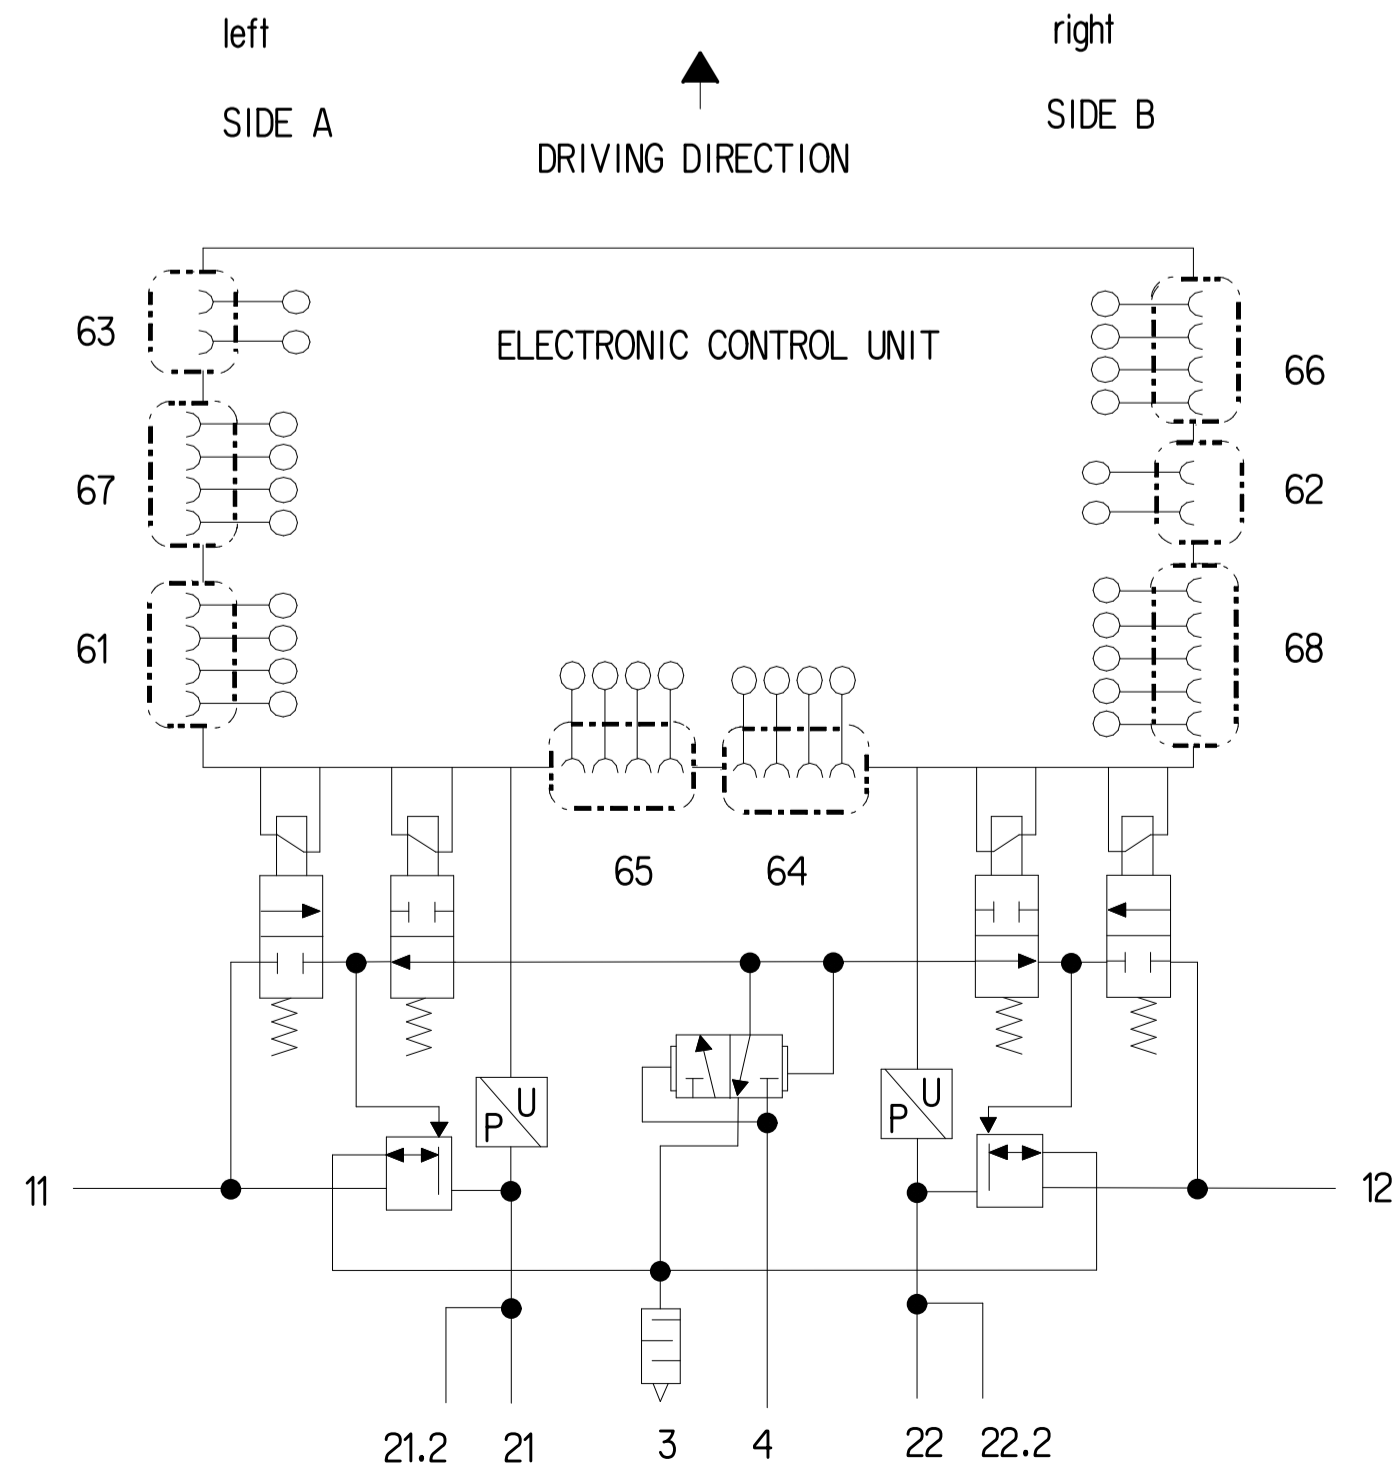 left
right
SIDE A
SIDE B
DRIVING DIRECTION
ELECTRONIC CONTROL UNIT
63
66
67
62
61
68
65
64
U
P
U
P
11
12
21.2
21
3
4
22
22.2